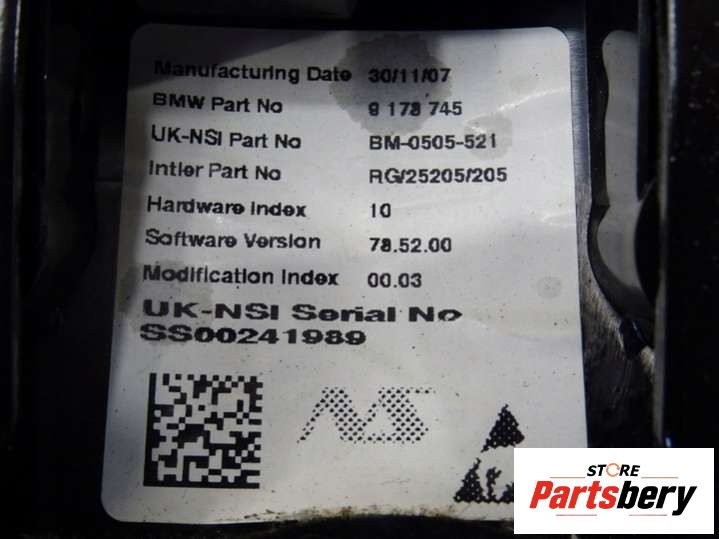 Manufacturing Date 30/11/07
BMW Part No 9 178 745
UK-NSI Part No BM-0505-521
Intier Part No RG/25205/205
Hardware Index 10
Software Version 78.52.00
Modification Index 00.03
UK-NSI Serial No
SS00241989
STORE
Partsbery